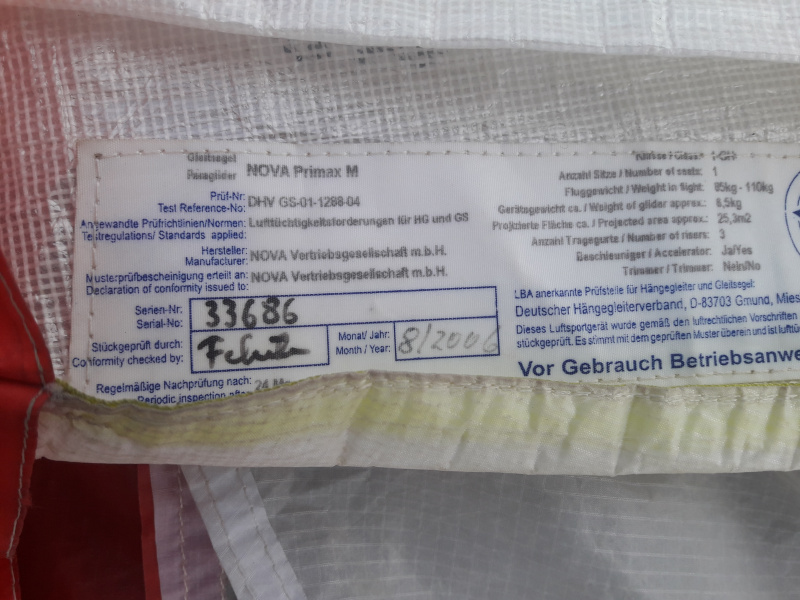 Gleitsegel
Paraglider
NOVA Primax M
Prüf-Nr:
Test Reference-No:
DHV GS-01-1288-04
Angewandte Prüfrichtlinien/Normen:
Testregulations/ Standards applied:
Lufttüchtigkeitsforderungen für HG und GS
Hersteller:
Manufacturer:
NOVA Vertriebsgesellschaft m.b.H.
Musterprüfbescheinigung erteilt an:
Declaration of conformity issued to:
NOVA Vertriebsgesellschaft m.b.H.
Serien-Nr:
Serial-No:
33686
Stückgeprüft durch:
Conformity checked by:
Monat/ Jahr:
Month / Year:
8/2006
Regelmäßige Nachprüfung nach: 24
Periodic inspection after
Anzahl Sitze / Number of seats: 1
Fluggewicht / Weight in flight: 85kg - 110kg
Gerätegewicht ca. / Weight of glider approx.: 6,5kg
Projizierte Fläche ca. / Projected area approx.: 25,3m2
Anzahl Tragegurte / Number of risers: 3
Beschleuniger / Accelerator: Ja/Yes
Trimmer / Trimmer: Nein/No
LBA anerkannte Prüfstelle für Hängegleiter und Gleitsegel:
Deutscher Hängegleiterverband, D-83703 Gmund, Mies
Dieses Luftsportgerät wurde gemäß den luftrechtlichen Vorschriften
stückgeprüft. Es stimmt mit dem geprüften Muster überein und ist lufttü
Vor Gebrauch Betriebsanwe